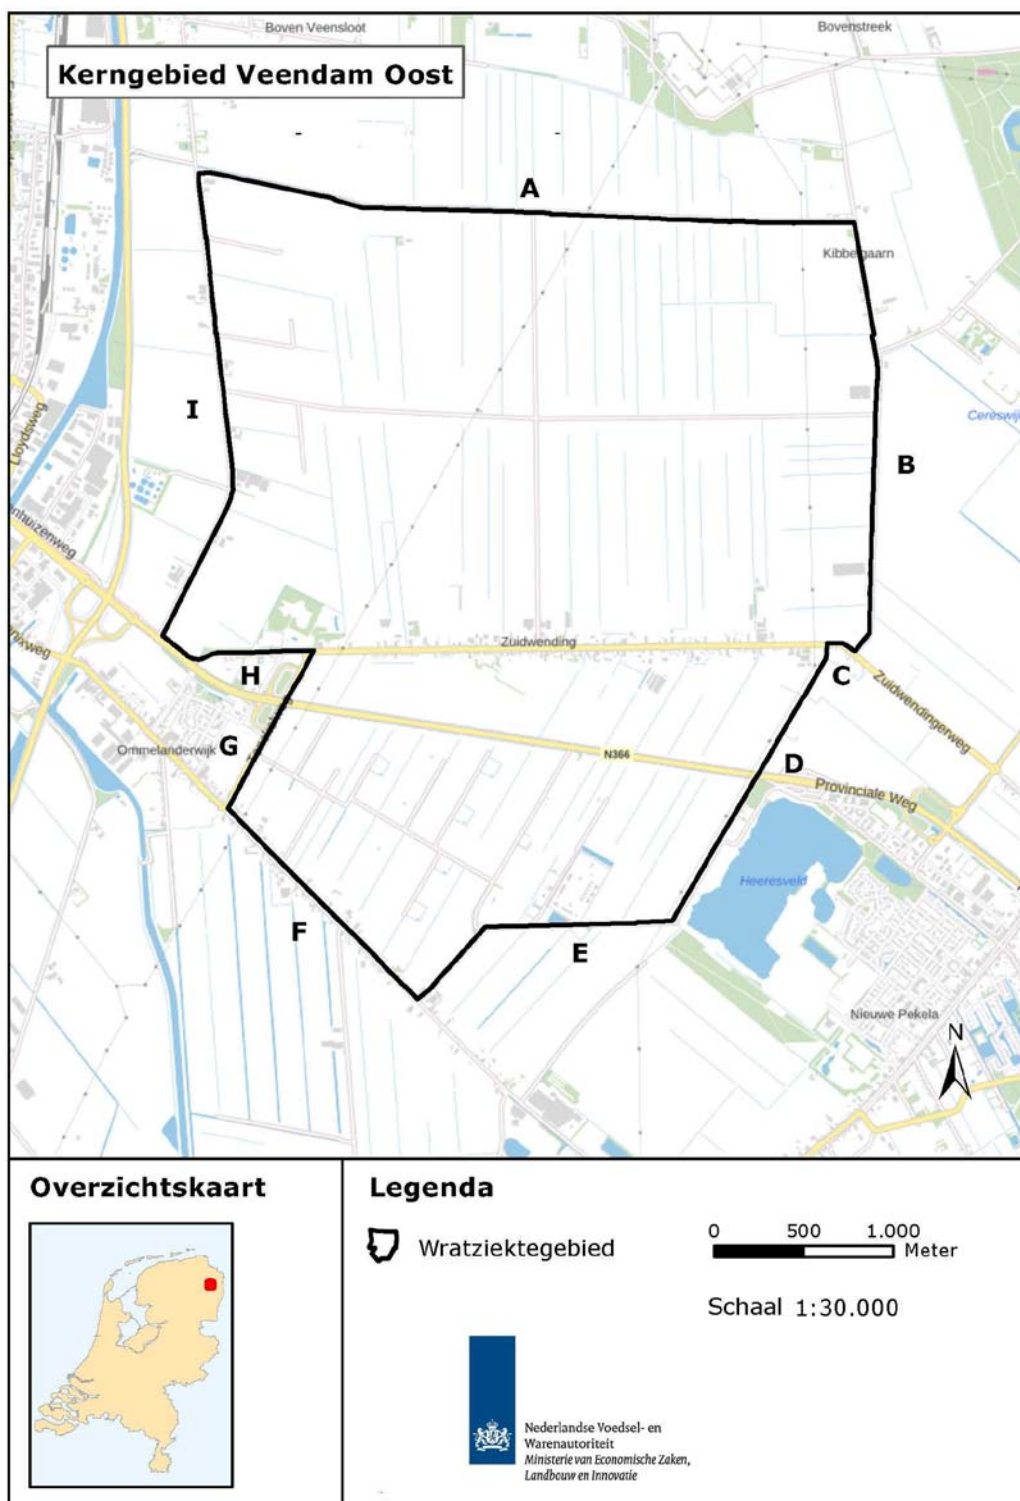 Boven Veensloot
Bovenstreek
Kerngebied Veendam Oost
A
Kibbelgaarn
I
Lloydsweg
Cereswijk
B
enhuizenweg
Zuidwending
H
C
Zuidwendingerweg
nixweg
Ommelanderwijk
G
N366
D
Provinciale Weg
Heeresveld
F
E
Nieuwe Pekela
N
Overzichtskaart
Legenda
Wratziektegebied
0 500 1.000
Meter
Schaal 1:30.000
Nederlandse Voedsel- en
Warenautoriteit
Ministerie van Economische Zaken,
Landbouw en Innovatie